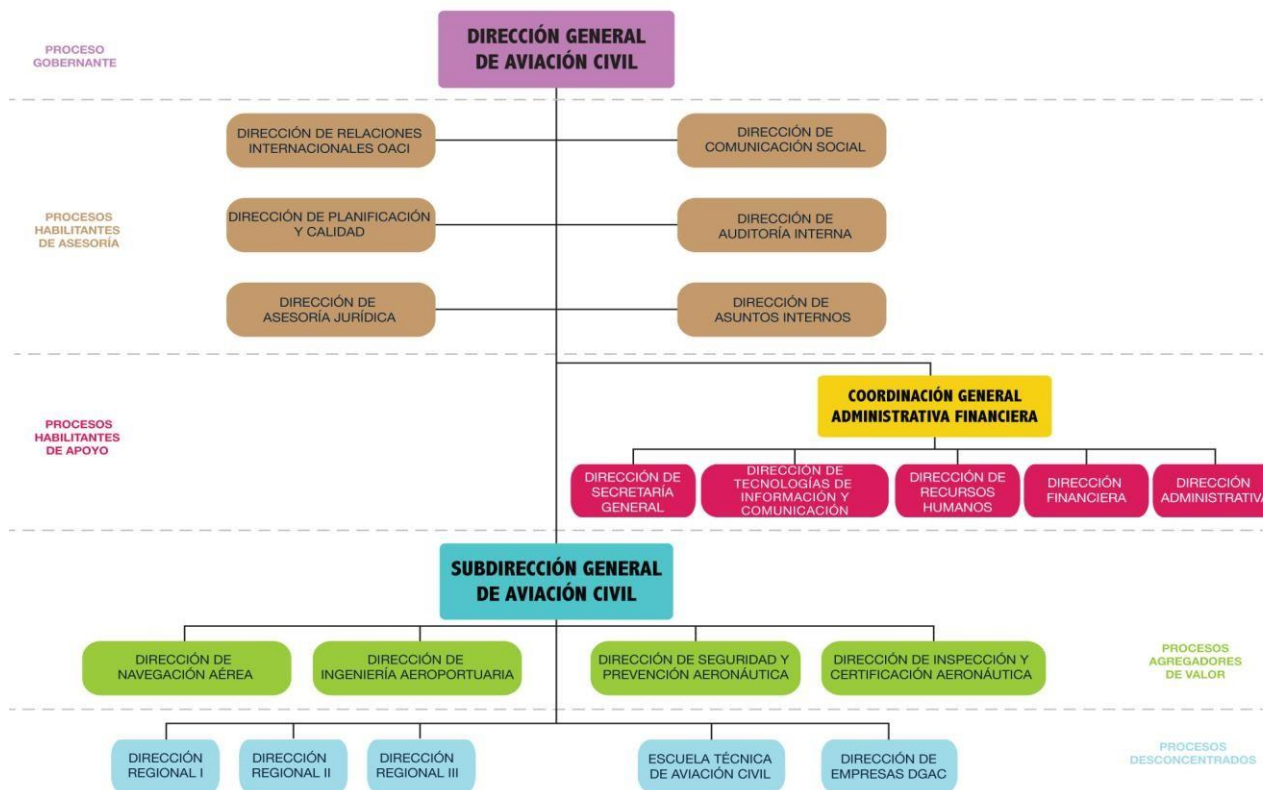 PROCESO
GOBERNANTE
DIRECCIÓN GENERAL
DE AVIACIÓN CIVIL
DIRECCIÓN DE RELACIONES
INTERNACIONALES OACI
DIRECCIÓN DE
COMUNICACIÓN SOCIAL
PROCESOS
HABILITANTES
DE ASESORÍA
DIRECCIÓN DE PLANIFICACIÓN
Y CALIDAD
DIRECCIÓN DE
AUDITORÍA INTERNA
DIRECCIÓN DE
ASESORÍA JURÍDICA
DIRECCIÓN DE
ASUNTOS INTERNOS
PROCESOS
HABILITANTES
DE APOYO
COORDINACIÓN GENERAL
ADMINISTRATIVA FINANCIERA
DIRECCIÓN DE
SECRETARÍA
GENERAL
DIRECCIÓN DE
TECNOLOGÍAS DE
INFORMACIÓN Y
COMUNICACIÓN
DIRECCIÓN DE
RECURSOS
HUMANOS
DIRECCIÓN
FINANCIERA
DIRECCIÓN
ADMINISTRATIVA
SUBDIRECCIÓN GENERAL
DE AVIACIÓN CIVIL
DIRECCIÓN DE
NAVEGACIÓN AÉREA
DIRECCIÓN DE
INGENIERÍA AEROPORTUARIA
DIRECCIÓN DE SEGURIDAD Y
PREVENCIÓN AERONÁUTICA
DIRECCIÓN DE INSPECCIÓN Y
CERTIFICACIÓN AERONÁUTICA
PROCESOS
AGREGADORES
DE VALOR
DIRECCIÓN
REGIONAL I
DIRECCIÓN
REGIONAL II
DIRECCIÓN
REGIONAL III
ESCUELA TÉCNICA
DE AVIACIÓN CIVIL
DIRECCIÓN DE
EMPRESAS DGAC
PROCESOS
DESCONCENTRADOS